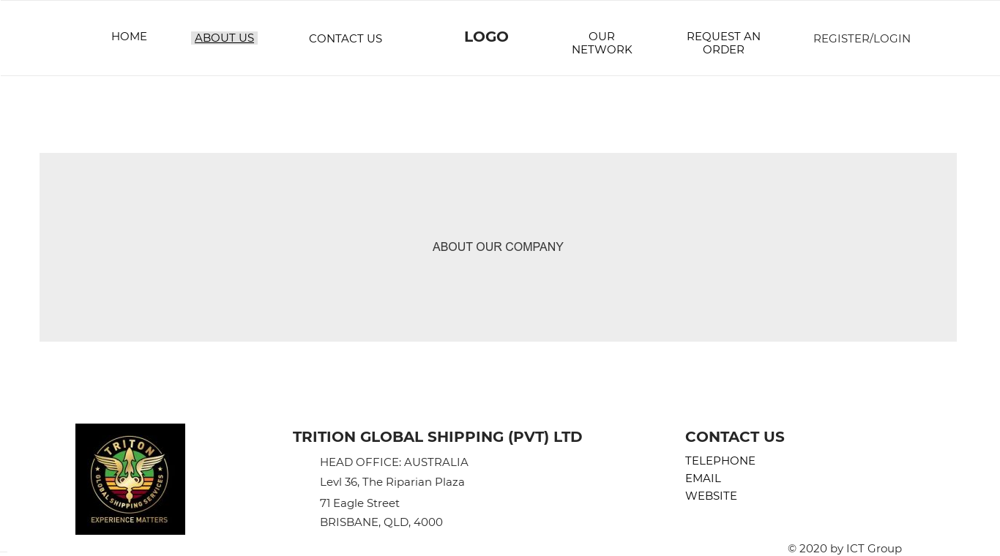 HOME
ABOUT US
CONTACT US
LOGO
OUR
NETWORK
REQUEST AN
ORDER
REGISTER/LOGIN
ABOUT OUR COMPANY
TRITON
GLOBAL SHIPPING SERVICES
EXPERIENCE MATTERS
TRITION GLOBAL SHIPPING (PVT) LTD
HEAD OFFICE: AUSTRALIA
Levl 36, The Riparian Plaza
71 Eagle Street
BRISBANE, QLD, 4000
CONTACT US
TELEPHONE
EMAIL
WEBSITE
© 2020 by ICT Group